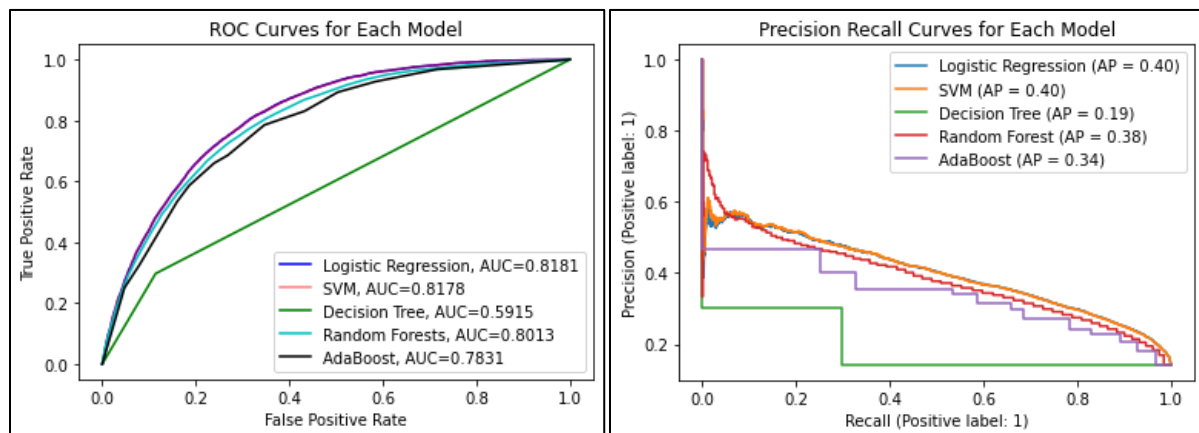 ROC Curves for Each Model
1.0
0.8
0.6
0.4
0.2
0.0
True Positive Rate
Logistic Regression, AUC=0.8181
SVM, AUC=0.8178
Decision Tree, AUC=0.5915
Random Forests, AUC=0.8013
AdaBoost, AUC=0.7831
0.0 0.2 0.4 0.6 0.8 1.0
False Positive Rate
Precision Recall Curves for Each Model
1.0
0.8
0.6
0.4
0.2
Precision (Positive label: 1)
Logistic Regression (AP = 0.40)
SVM (AP = 0.40)
Decision Tree (AP = 0.19)
Random Forest (AP = 0.38)
AdaBoost (AP = 0.34)
0.0 0.2 0.4 0.6 0.8 1.0
Recall (Positive label: 1)